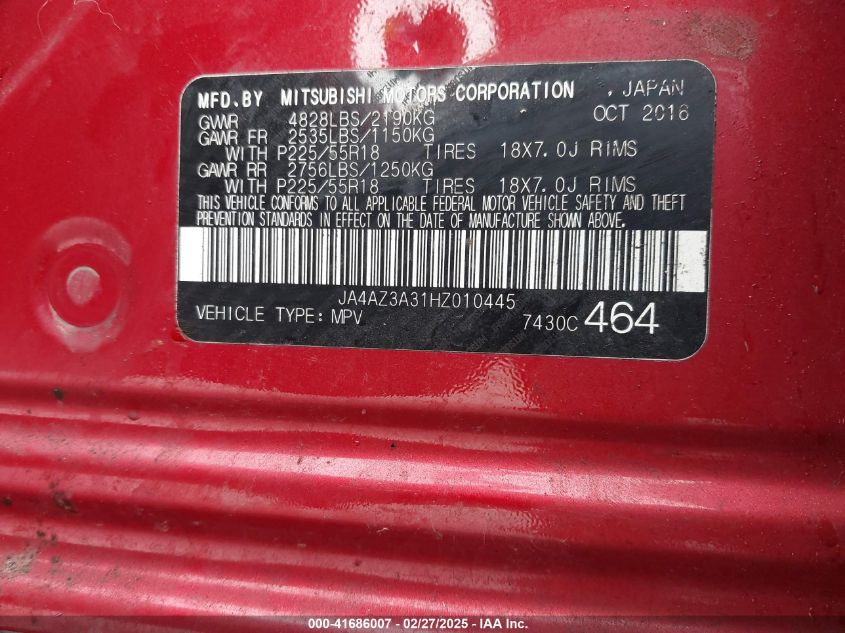 MFD.BY MITSUBISHI MOTORS CORPORATION , JAPAN
GVWR 4828LBS/2190KG OCT 2016
GAWR FR 2535LBS/1150KG
WITH P225/55R18 TIRES 18X7.0J RIMS
GAWR RR 2756LBS/1250KG
WITH P225/55R18 TIRES 18X7.0J RIMS
THIS VEHICLE CONFORMS TO ALL APPLICABLE FEDERAL MOTOR VEHICLE SAFETY AND THEFT
PREVENTION STANDARDS IN EFFECT ON THE DATE OF MANUFACTURE SHOWN ABOVE.
JA4AZ3A31HZ010445
VEHICLE TYPE: MPV 7430C 464
000-41686007 - 02/27/2025 - IAA Inc.